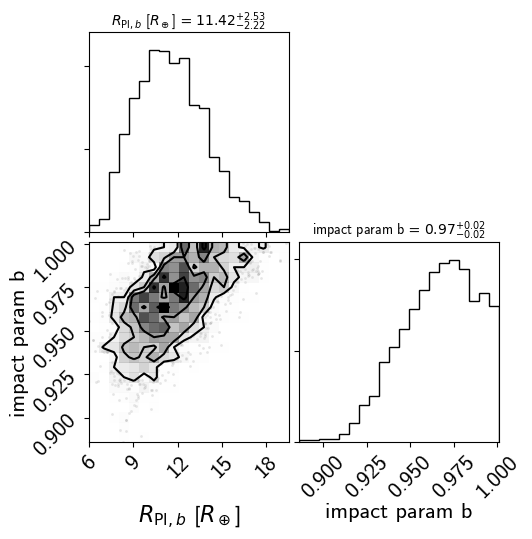 R_{PI,b} [R_⊕] = 11.42^{+2.53}_{-2.22}
impact param b = 0.97^{+0.02}_{-0.02}
impact param b
1.000
0.975
0.950
0.925
0.900
6 9 12 15 18
R_{PI,b} [R_⊕]
0.900 0.925 0.950 0.975 1.000
impact param b